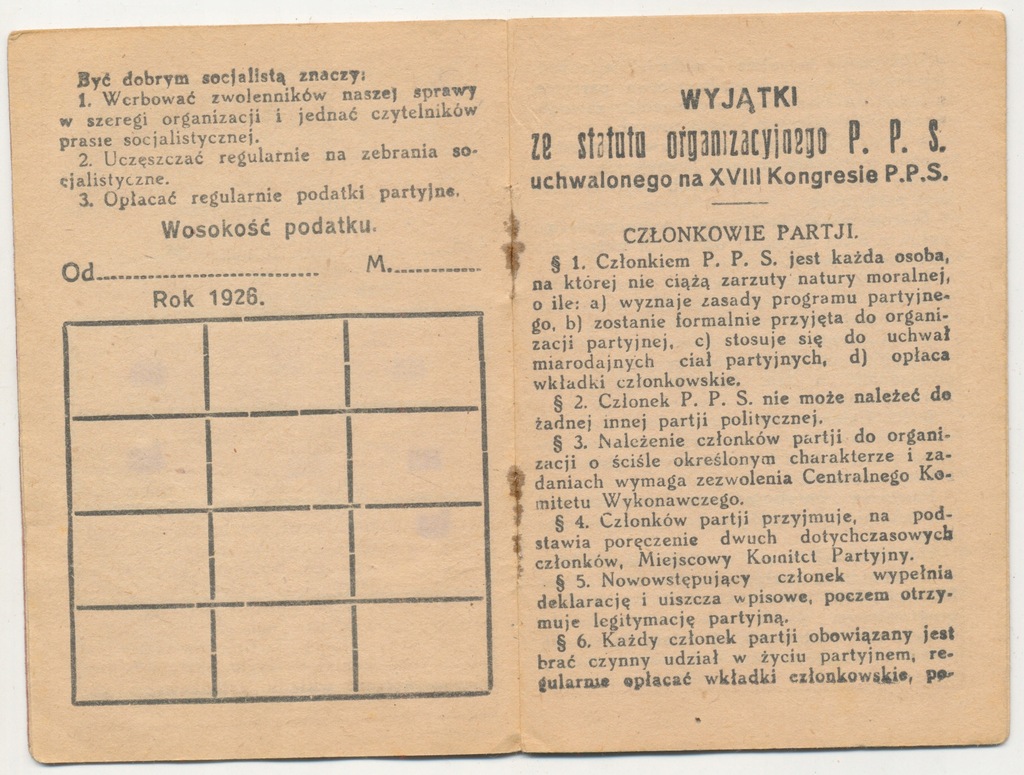 Być dobrym socjalistą znaczy:
1. Werbować zwolenników naszej sprawy
w szeregi organizacji i jednać czytelników
prasie socjalistycznej.
2. Uczęszczać regularnie na zebrania so-
cjalistyczne.
3. Opłacać regularnie podatki partyjne.
Wosokość podatku.
Od.............................. M.............
Rok 1926.
WYJĄTKI
ze statutu organizacyjnego P. P. S.
uchwalonego na XVIII Kongresie P.P.S.
CZŁONKOWIE PARTJI.
§ 1. Członkiem P. P. S. jest każda osoba,
na której nie ciążą zarzuty natury moralnej,
o ile: a) wyznaje zasady programu partyjne-
go, b) zostanie formalnie przyjęta do organi-
zacji partyjnej, c) stosuje się do uchwał
miarodajnych ciał partyjnych, d) opłaca
wkładki członkowskie.
§ 2. Członek P. P. S. nie może należeć do
żadnej innej partji politycznej.
§ 3. Należenie członków partji do organi-
zacji o ściśle określonym charakterze i za-
daniach wymaga zezwolenia Centralnego Ko-
mitetu Wykonawczego.
§ 4. Członków partji przyjmuje, na pod-
stawia poręczenie dwuch dotychczasowych
członków, Miejscowy Komitet Partyjny.
§ 5. Nowowstępujący członek wypełnia
deklarację i uiszcza wpisowe, poczem otrzy-
muje legitymację partyjną.
§ 6. Każdy członek partji obowiązany jest
brać czynny udział w życiu partyjnem, re-
gularnie opłacać wkładki członkowskie, po-